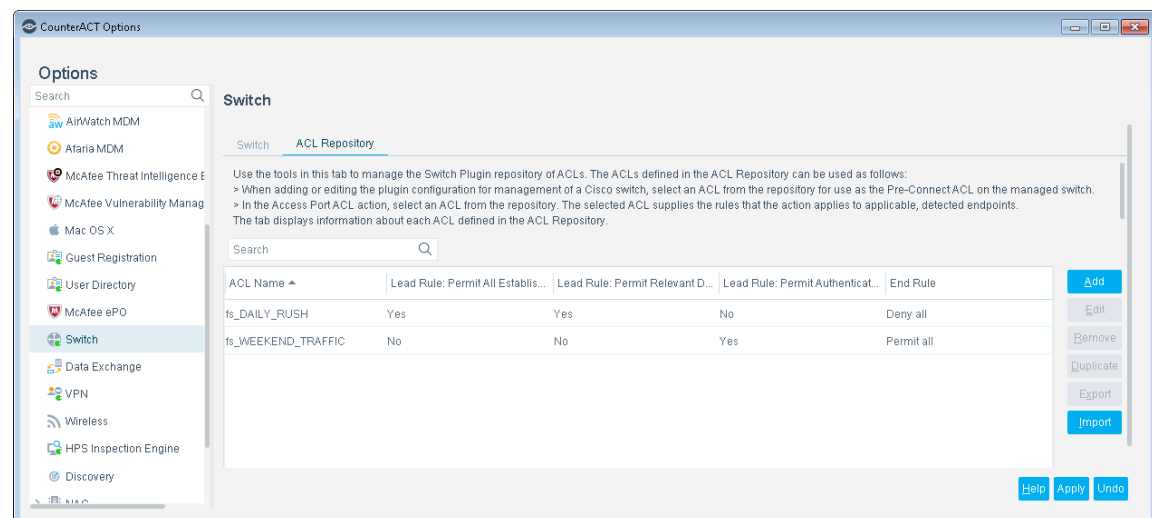 CounterACT Options
Options
Search
AirWatch MDM
Afaria MDM
McAfee Threat Intelligence E
McAfee Vulnerability Manag
Mac OS X
Guest Registration
User Directory
McAfee ePO
Switch
Data Exchange
VPN
Wireless
HPS Inspection Engine
Discovery
Switch
Switch ACL Repository
Use the tools in this tab to manage the Switch Plugin repository of ACLs. The ACLs defined in the ACL Repository can be used as follows:
> When adding or editing the plugin configuration for management of a Cisco switch, select an ACL from the repository for use as the Pre-Connect ACL on the managed switch.
> In the Access Port ACL action, select an ACL from the repository. The selected ACL supplies the rules that the action applies to applicable, detected endpoints.
The tab displays information about each ACL defined in the ACL Repository.
Search
ACL Name Lead Rule: Permit All Establis... Lead Rule: Permit Relevant D... Lead Rule: Permit Authenticat... End Rule
fs_DAILY_RUSH Yes Yes No Deny all
fs_WEEKEND_TRAFFIC No No Yes Permit all
Add
Edit
Remove
Duplicate
Export
Import
Help Apply Undo